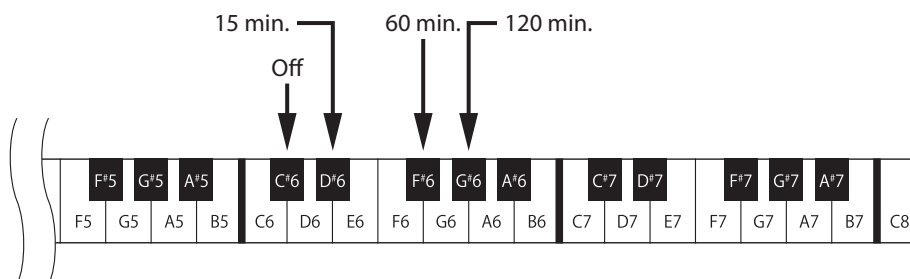 15 min. 60 min. 120 min.
Off
F#5 G#5 A#5 C#6 D#6 F#6 G#6 A#6 C#7 D#7 F#7 G#7 A#7
F5 G5 A5 B5 C6 D6 E6 F6 G6 A6 B6 C7 D7 E7 F7 G7 A7 B7 C8